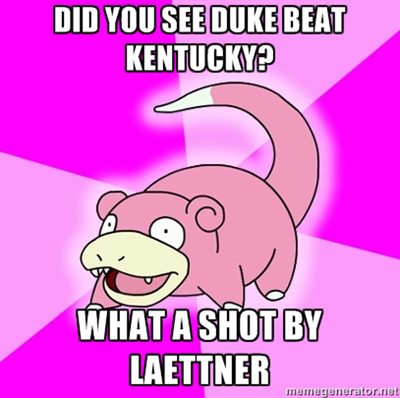 DID YOU SEE DUKE BEAT
KENTUCKY?
WHAT A SHOT BY
LAETTNER
memegenerator.net